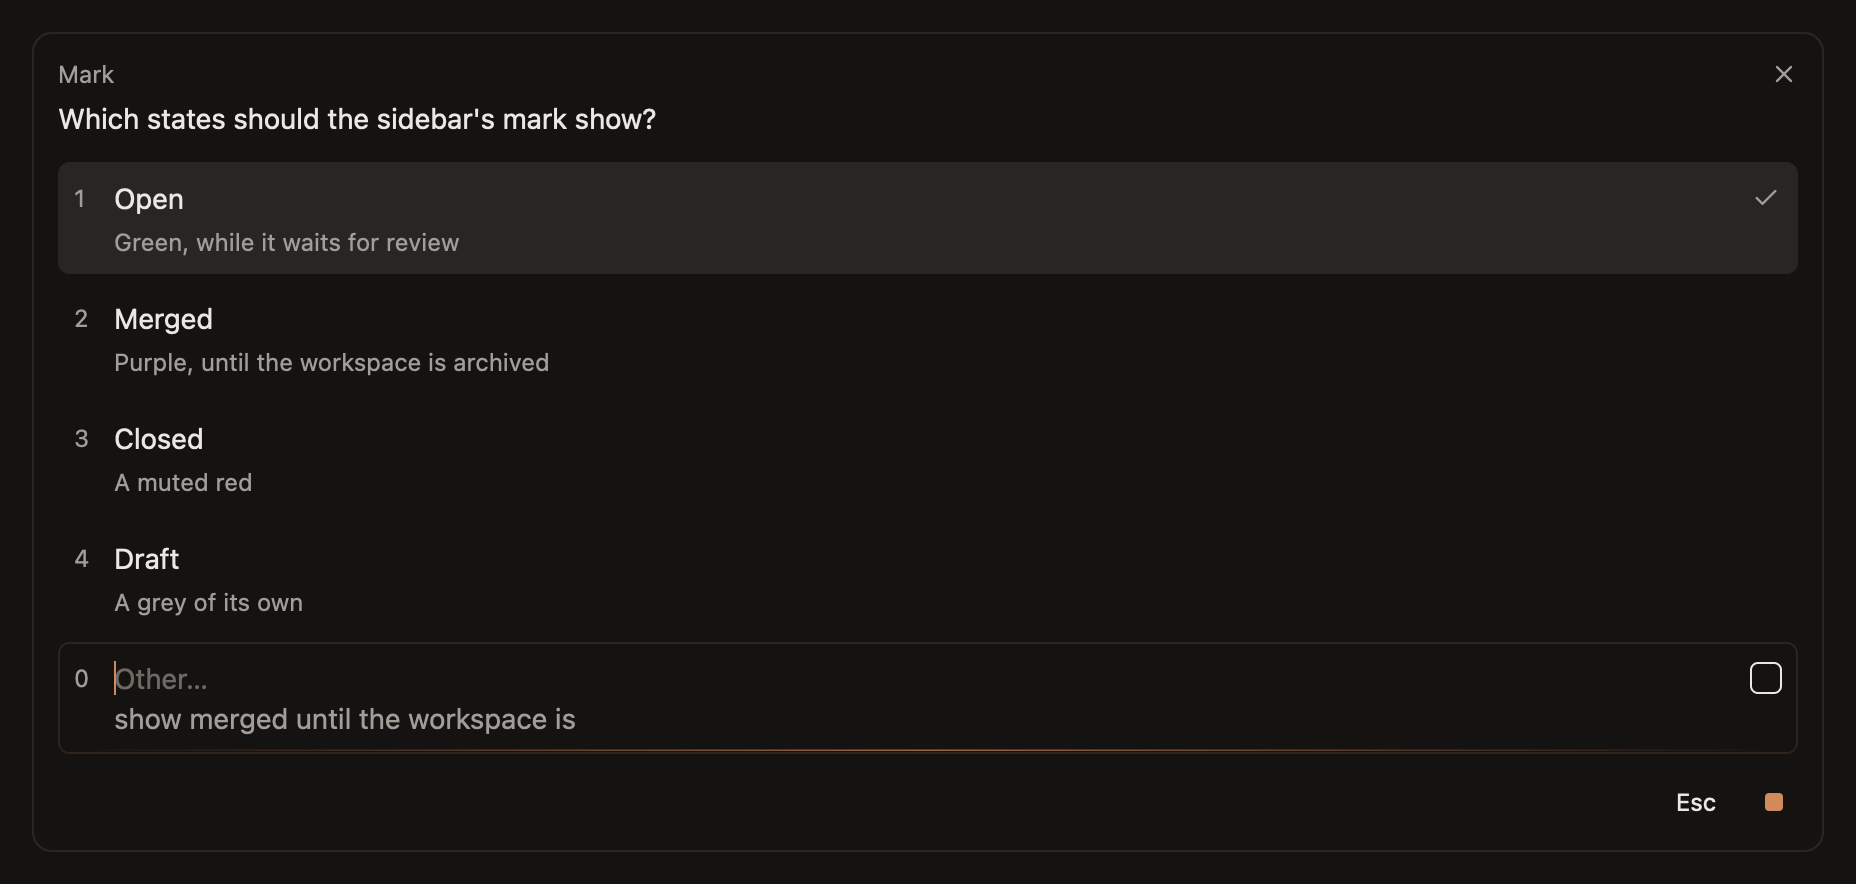 Mark
Which states should the sidebar's mark show?
1 Open
Green, while it waits for review
2 Merged
Purple, until the workspace is archived
3 Closed
A muted red
4 Draft
A grey of its own
0 Other...
show merged until the workspace is
Esc